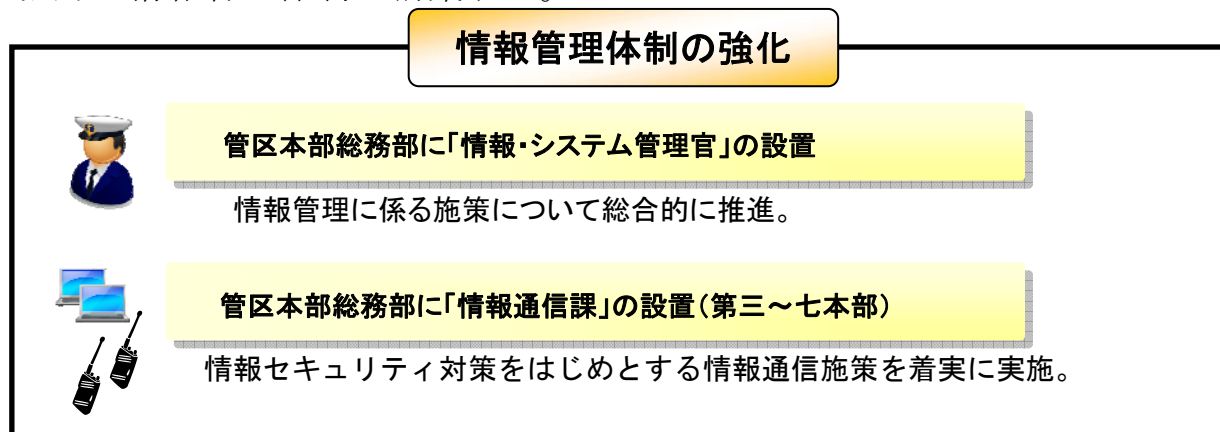 情報管理体制の強化
管区本部総務部に「情報・システム管理官」の設置
情報管理に係る施策について総合的に推進。
管区本部総務部に「情報通信課」の設置(第三～七本部)
情報セキュリティ対策をはじめとする情報通信施策を着実に実施。